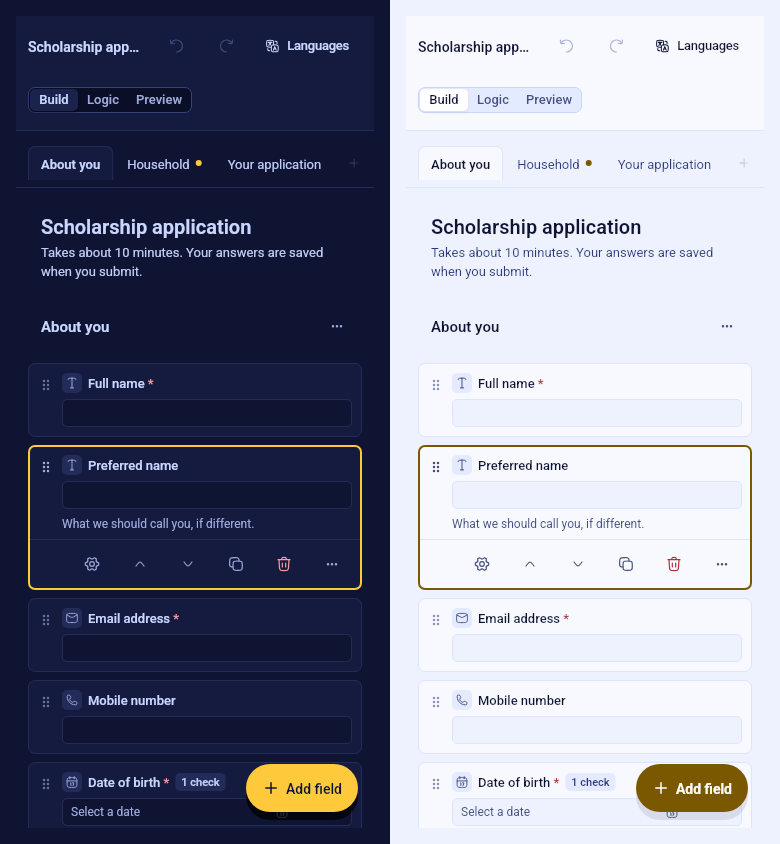 Scholarship app...
Languages
Build Logic Preview
About you Household Your application
Scholarship application
Takes about 10 minutes. Your answers are saved
when you submit.
About you
Full name *
Preferred name
What we should call you, if different.
Email address *
Mobile number
Date of birth * 1 check
Select a date
Add field
Scholarship app...
Languages
Build Logic Preview
About you Household Your application
Scholarship application
Takes about 10 minutes. Your answers are saved
when you submit.
About you
Full name *
Preferred name
What we should call you, if different.
Email address *
Mobile number
Date of birth * 1 check
Select a date
Add field